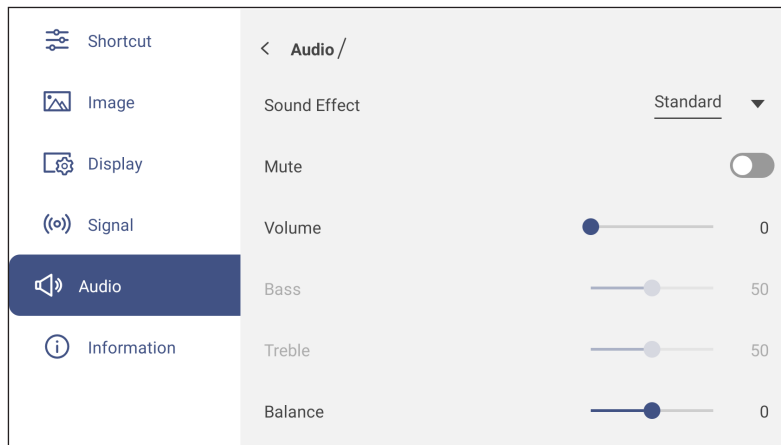 Shortcut
Image
Display
Signal
Audio
Information
Audio /
Sound Effect Standard
Mute
Volume 0
Bass 50
Treble 50
Balance 0